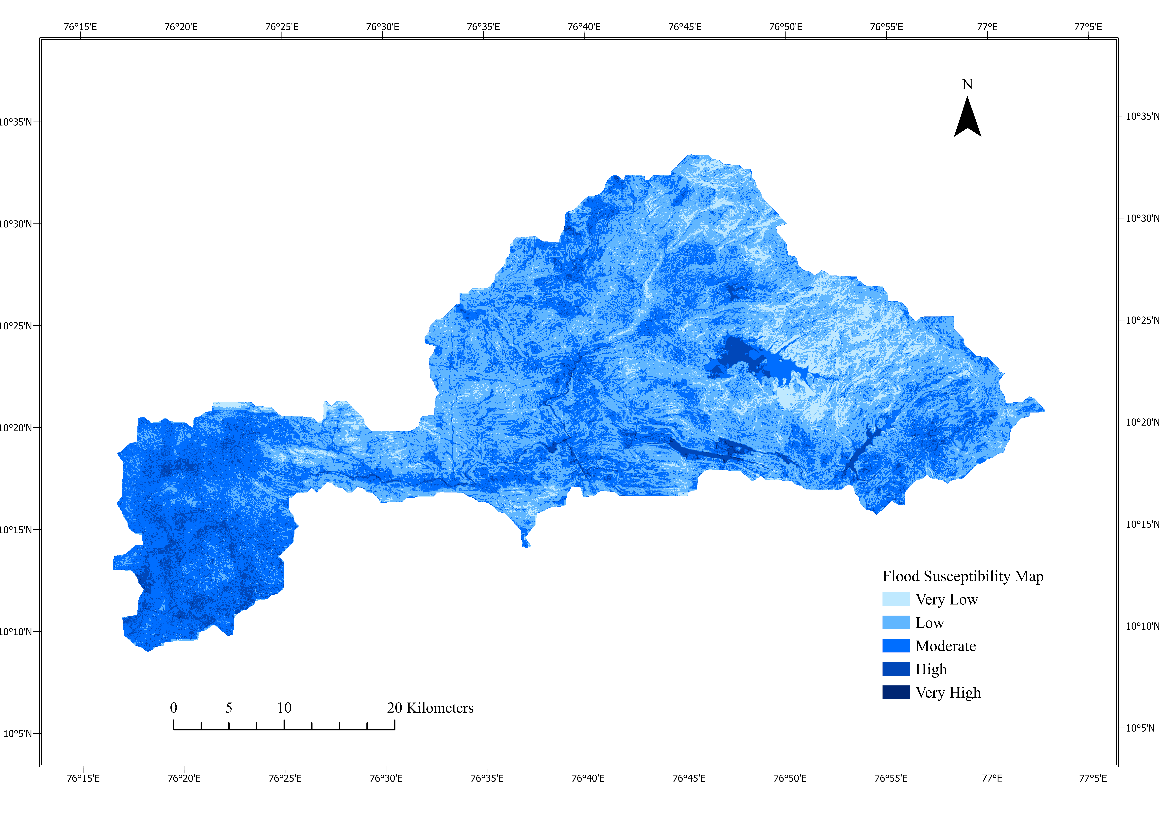 76°15'E 76°20'E 76°25'E 76°30'E 76°35'E 76°40'E 76°45'E 76°50'E 76°55'E 77°E 77°5'E
N
10°35'N 10°35'N
10°30'N 10°30'N
10°25'N 10°25'N
10°20'N 10°20'N
10°15'N 10°15'N
Flood Susceptibility Map
Very Low
Low
10°10'N 10°10'N
Moderate
High
Very High
0 5 10 20 Kilometers
10°5'N 10°5'N
76°15'E 76°20'E 76°25'E 76°30'E 76°35'E 76°40'E 76°45'E 76°50'E 76°55'E 77°E 77°5'E